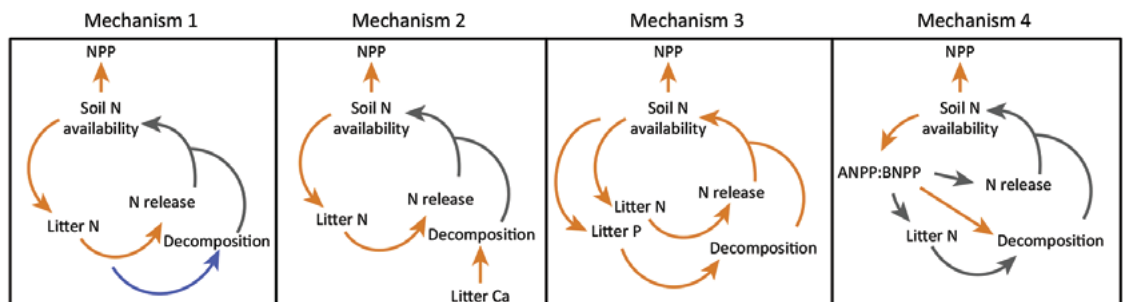 Mechanism 1
Mechanism 2
Mechanism 3
Mechanism 4
NPP
Soil N
availability
N release
Litter N
Decomposition
NPP
Soil N
availability
N release
Litter N
Decomposition
Litter Ca
NPP
Soil N
availability
N release
Litter N
Litter P
Decomposition
NPP
Soil N
availability
ANPP:BNPP
N release
Litter N
Decomposition